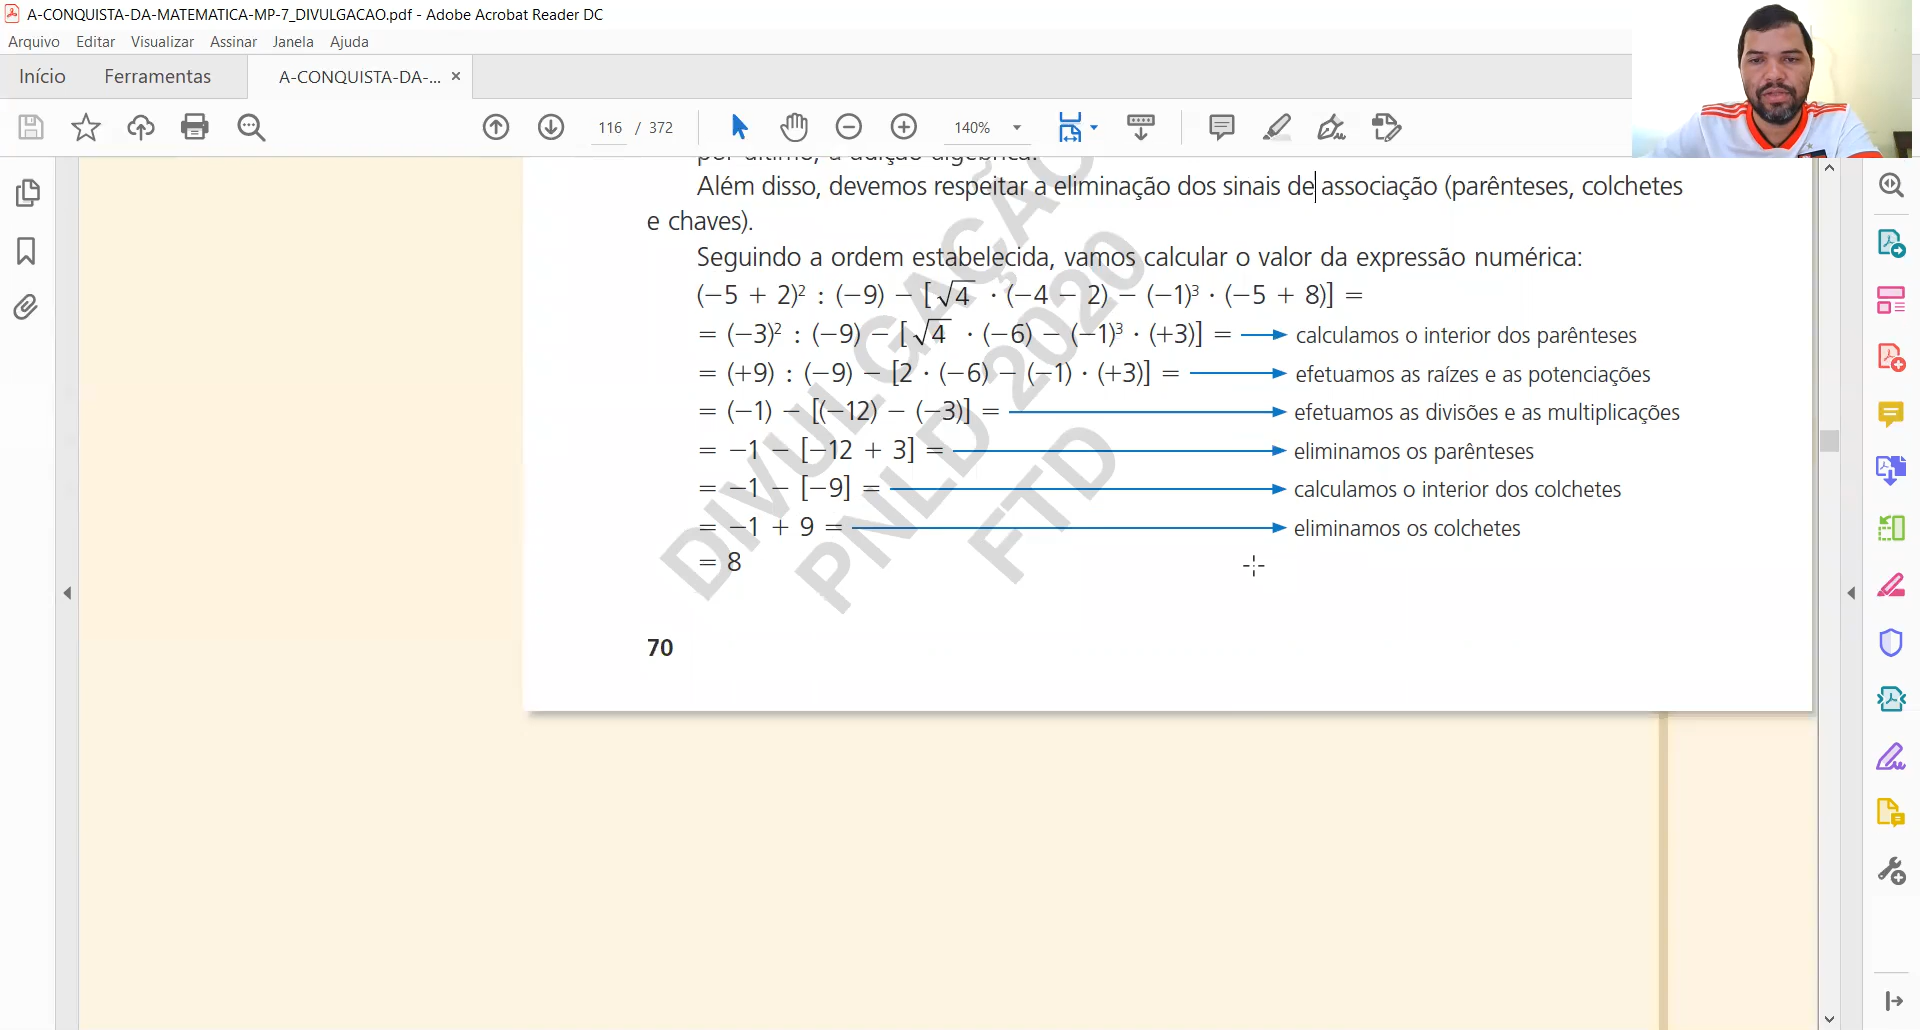 A-CONQUISTA-DA-MATEMATICA-MP-7_DIVULGACAO.pdf - Adobe Acrobat Reader DC
Arquivo Editar Visualizar Assinar Janela Ajuda
Início Ferramentas A-CONQUISTA-DA-... ×
116 / 372 140%
por último, a adição algébrica.
Além disso, devemos respeitar a eliminação dos sinais de associação (parênteses, colchetes
e chaves).
Seguindo a ordem estabelecida, vamos calcular o valor da expressão numérica:
(−5 + 2)² : (−9) − [√4 · (−4 − 2) − (−1)³ · (−5 + 8)] =
= (−3)² : (−9) − [√4 · (−6) − (−1)³ · (+3)] = calculamos o interior dos parênteses
= (+9) : (−9) − [2 · (−6) − (−1) · (+3)] = efetuamos as raízes e as potenciações
= (−1) − [(−12) − (−3)] = efetuamos as divisões e as multiplicações
= −1 − [−12 + 3] = eliminamos os parênteses
= −1 − [−9] = calculamos o interior dos colchetes
= −1 + 9 = eliminamos os colchetes
= 8
DIVULGAÇÃO
PNLD 2020
FTD
70